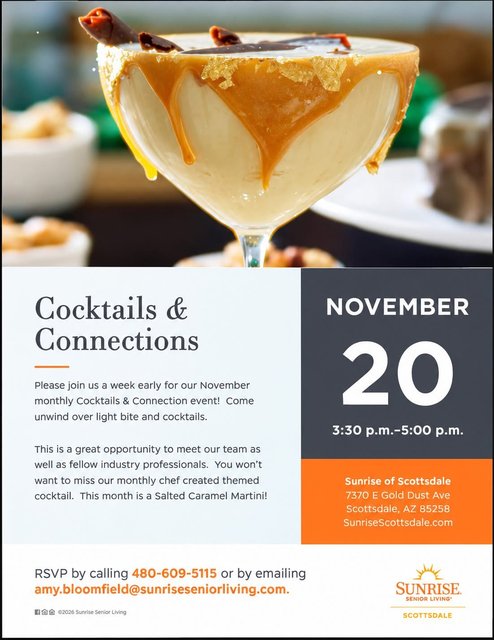 Cocktails &
Connections
Please join us a week early for our November
monthly Cocktails & Connection event!  Come
unwind over light bite and cocktails.
This is a great opportunity to meet our team as
well as fellow industry professionals.  You won't
want to miss our monthly chef created themed
cocktail.  This month is a Salted Caramel Martini!
NOVEMBER
20
3:30 p.m.–5:00 p.m.
Sunrise of Scottsdale
7370 E Gold Dust Ave
Scottsdale, AZ 85258
SunriseScottsdale.com
RSVP by calling 480-609-5115 or by emailing
amy.bloomfield@sunriseseniorliving.com.
©2026 Sunrise Senior Living
SUNRISE
SENIOR LIVING
SCOTTSDALE